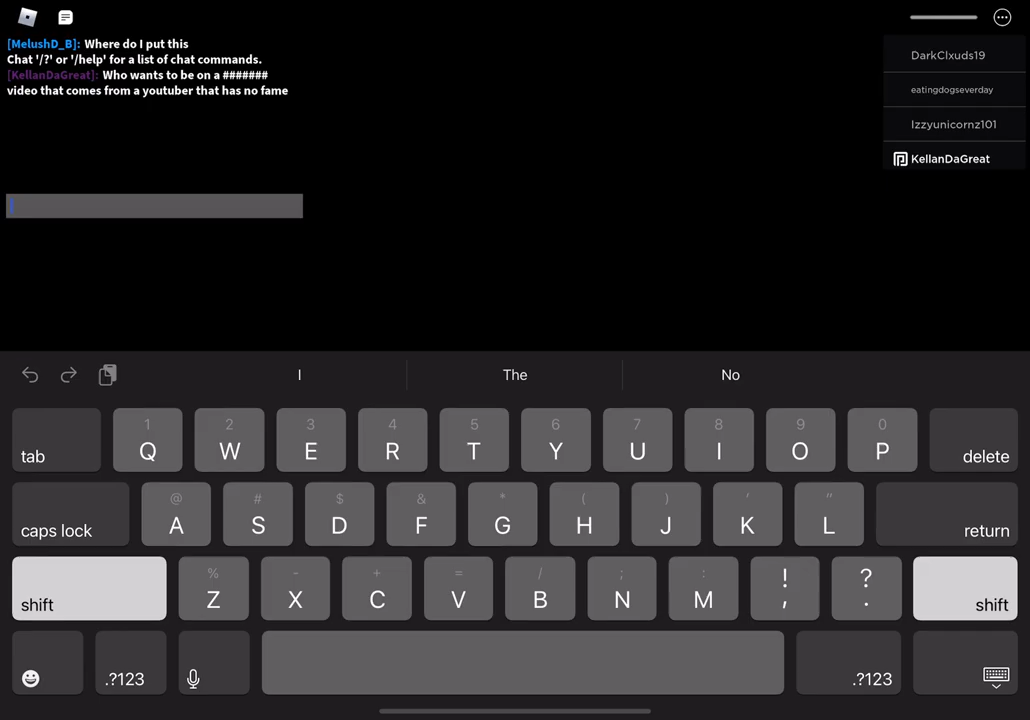 [MelushD_B]: Where do I put this
Chat '/?' or '/help' for a list of chat commands.
[KellanDaGreat]: Who wants to be on a #######
video that comes from a youtuber that has no fame
DarkClxuds19
eatingdogseverday
Izzyunicornz101
KellanDaGreat
I The No
1 2 3 4 5 6 7 8 9 0
tab Q W E R T Y U I O P delete
@ # $ & * ( ) ' "
caps lock A S D F G H J K L return
% - + = / ; : ! ?
shift Z X C V B N M , . shift
.?123 .?123